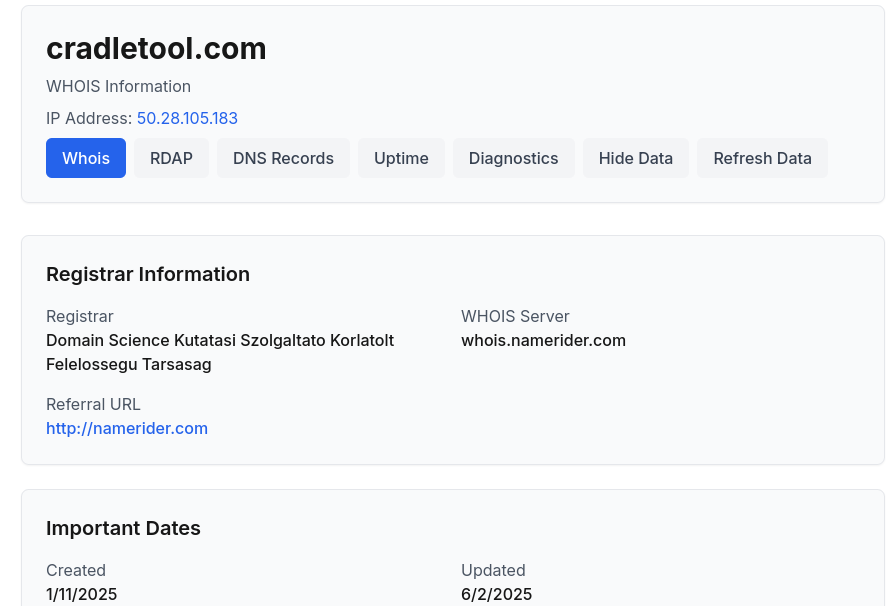 cradletool.com
WHOIS Information
IP Address: 50.28.105.183
Whois RDAP DNS Records Uptime Diagnostics Hide Data Refresh Data
Registrar Information
Registrar
Domain Science Kutatasi Szolgaltato Korlatolt
Felelossegu Tarsasag
WHOIS Server
whois.namerider.com
Referral URL
http://namerider.com
Important Dates
Created
1/11/2025
Updated
6/2/2025